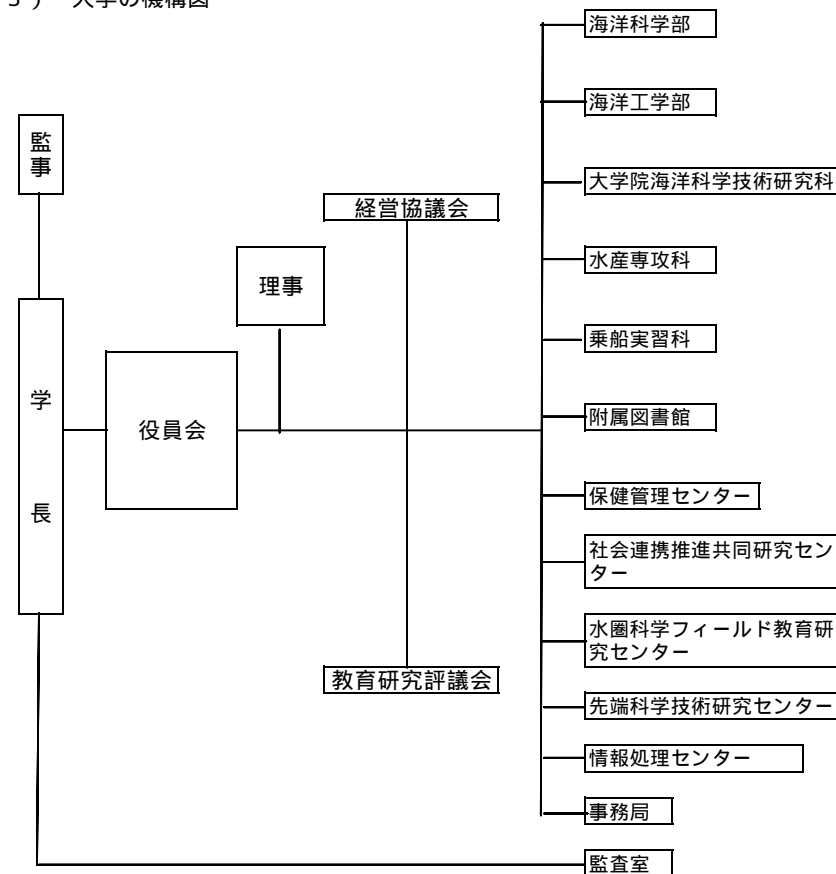 3） 大学の機構図
海洋科学部
海洋工学部
監事
大学院海洋科学技術研究科
経営協議会
水産専攻科
理事
乗船実習科
学長
役員会
附属図書館
保健管理センター
社会連携推進共同研究セン
ター
水圏科学フィールド教育研
究センター
教育研究評議会
先端科学技術研究センター
情報処理センター
事務局
監査室